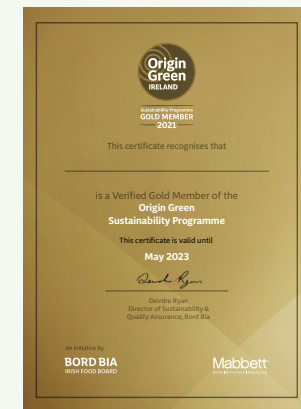 Origin
Green
IRELAND
Sustainability Programme
GOLD MEMBER
2021
This certificate recognises that
is a Verified Gold Member of the
Origin Green
Sustainability Programme
This certificate is valid until
May 2023
Deirdre Ryan
Deirdre Ryan
Director of Sustainability &
Quality Assurance, Bord Bia
An initiative by
BORD BIA
IRISH FOOD BOARD
Mabbett